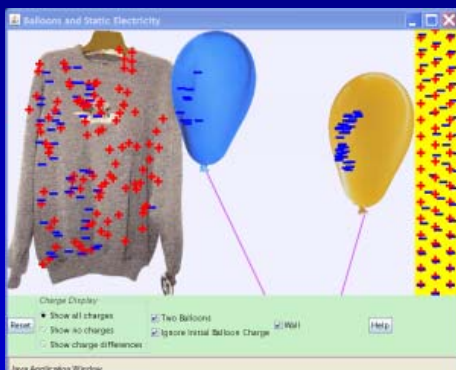 Balloons and Static Electricity
Charge Display
Show all charges
Show no charges
Show charge differences
Two Balloons
Ignore Initial Balloon Charge
Wall
Reset
Help
Java Application Window